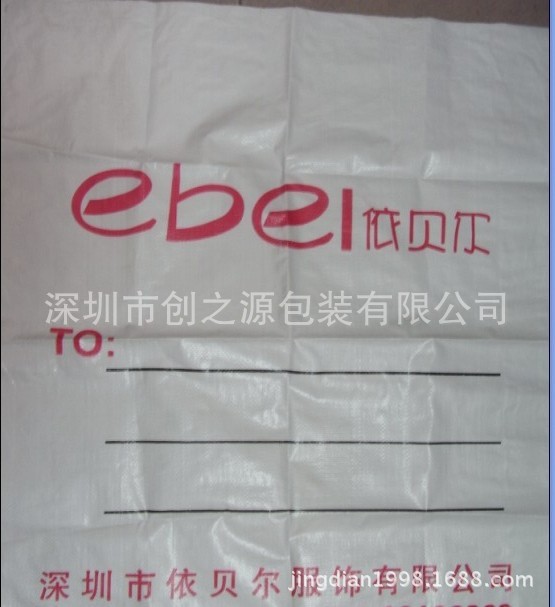 ebel依贝尔
深圳市创之源包装有限公司
TO:
深圳市依贝尔服饰有限公司
jingdian1998.1688.com